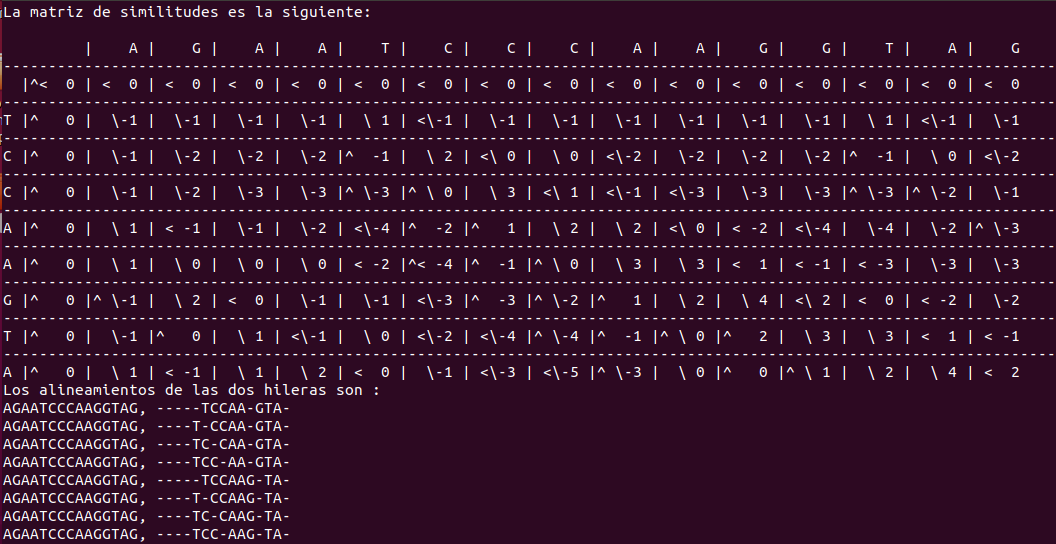 La matriz de similitudes es la siguiente:
        |    A |    G |    A |    A |    T |    C |    C |    C |    A |    A |    G |    G |    T |    A |    G
  |^<  0 | <  0 | <  0 | <  0 | <  0 | <  0 | <  0 | <  0 | <  0 | <  0 | <  0 | <  0 | <  0 | <  0 | <  0 | <  0
T |^   0 |  \-1 |  \-1 |  \-1 |  \-1 |  \ 1 | <\-1 |  \-1 |  \-1 |  \-1 |  \-1 |  \-1 |  \-1 |  \ 1 | <\-1 |  \-1
C |^   0 |  \-1 |  \-2 |  \-2 |  \-2 |^  -1 |  \ 2 | <\ 0 |  \ 0 | <\-2 |  \-2 |  \-2 |  \-2 |^  -1 |  \ 0 | <\-2
C |^   0 |  \-1 |  \-2 |  \-3 |  \-3 |^ \-3 |^ \ 0 |  \ 3 | <\ 1 | <\-1 | <\-3 |  \-3 |  \-3 |^ \-3 |^ \-2 |  \-1
A |^   0 |  \ 1 | < -1 |  \-1 |  \-2 | <\-4 |^  -2 |^   1 |  \ 2 |  \ 2 | <\ 0 | < -2 | <\-4 |  \-4 |  \-2 |^ \-3
A |^   0 |  \ 1 |  \ 0 |  \ 0 |  \ 0 | < -2 |^< -4 |^  -1 |^ \ 0 |  \ 3 |  \ 3 | <  1 | < -1 | < -3 |  \-3 |  \-3
G |^   0 |^ \-1 |  \ 2 | <  0 |  \-1 |  \-1 | <\-3 |^  -3 |^ \-2 |^   1 |  \ 2 |  \ 4 | <\ 2 | <  0 | < -2 |  \-2
T |^   0 |  \-1 |^   0 |  \ 1 | <\-1 |  \ 0 | <\-2 | <\-4 |^ \-4 |^  -1 |^ \ 0 |^   2 |  \ 3 |  \ 3 | <  1 | < -1
A |^   0 |  \ 1 | < -1 |  \ 1 |  \ 2 | <  0 |  \-1 | <\-3 | <\-5 |^ \-3 |  \ 0 |^   0 |^ \ 1 |  \ 2 |  \ 4 | <  2
Los alineamientos de las dos hileras son :
AGAATCCCAAGGTAG, -----TCCAA-GTA-
AGAATCCCAAGGTAG, ----T-CCAA-GTA-
AGAATCCCAAGGTAG, ----TC-CAA-GTA-
AGAATCCCAAGGTAG, ----TCC-AA-GTA-
AGAATCCCAAGGTAG, -----TCCAAG-TA-
AGAATCCCAAGGTAG, ----T-CCAAG-TA-
AGAATCCCAAGGTAG, ----TC-CAAG-TA-
AGAATCCCAAGGTAG, ----TCC-AAG-TA-